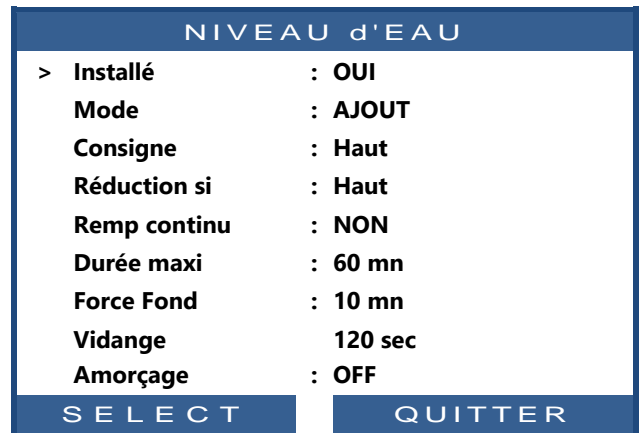 NIVEAU d'EAU
> Installé : OUI
Mode : AJOUT
Consigne : Haut
Réduction si : Haut
Remp continu : NON
Durée maxi : 60 mn
Force Fond : 10 mn
Vidange 120 sec
Amorçage : OFF
SELECT QUITTER